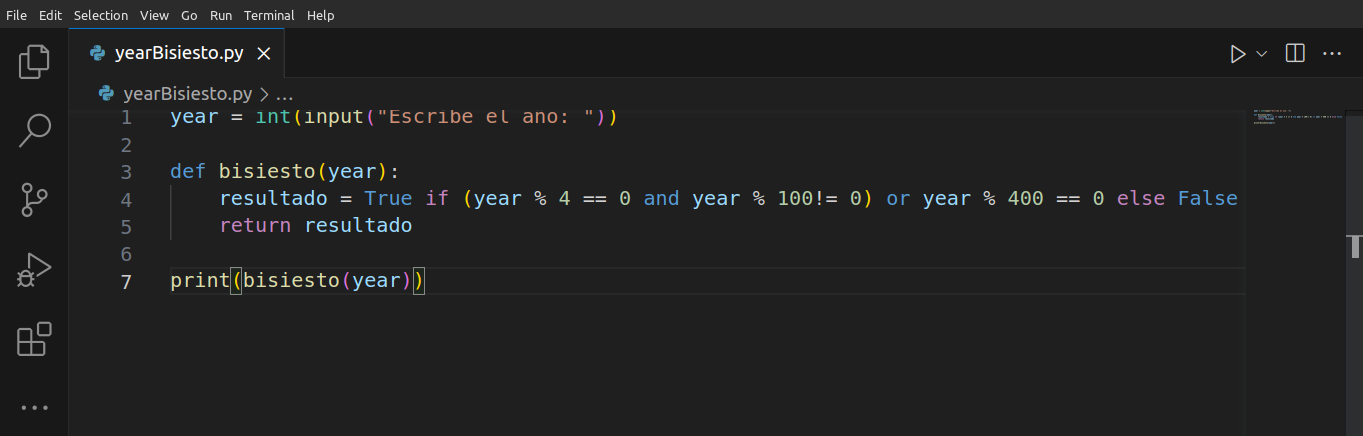 File Edit Selection View Go Run Terminal Help
yearBisiesto.py
yearBisiesto.py > ...
1 year = int(input("Escribe el ano: "))
2
3 def bisiesto(year):
4 resultado = True if (year % 4 == 0 and year % 100!= 0) or year % 400 == 0 else False
5 return resultado
6
7 print(bisiesto(year))